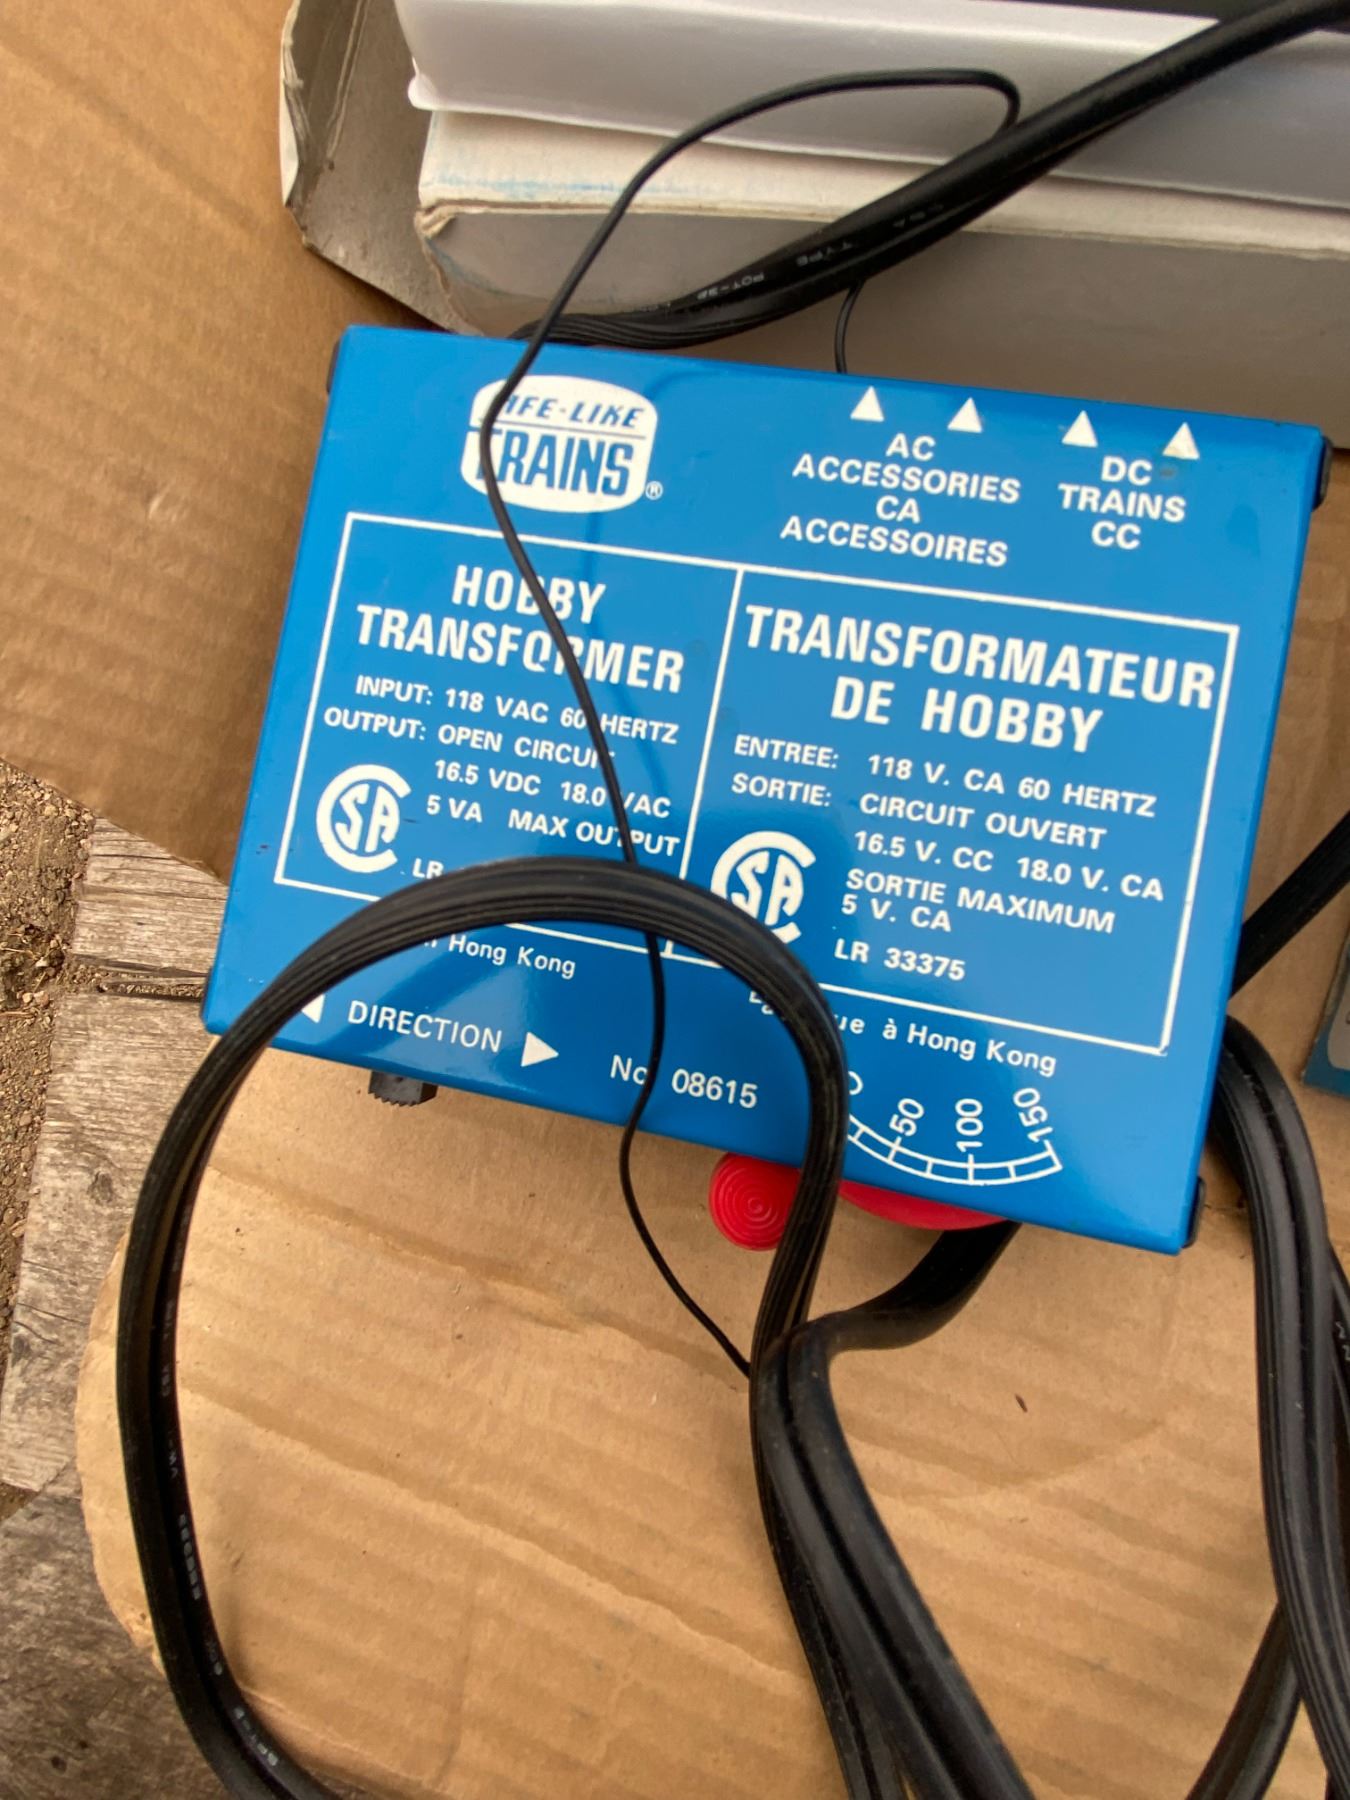 TRAINS®
AC
ACCESSORIES
CA
ACCESSOIRES
DC
TRAINS
CC
HOBBY
TRANSFORMER
INPUT: 118 VAC 60 HERTZ
OUTPUT: OPEN CIRCUIT
16.5 VDC 18.0 VAC
5 VA MAX OUTPUT
LR
Hong Kong
TRANSFORMATEUR
DE HOBBY
ENTREE: 118 V. CA 60 HERTZ
SORTIE: CIRCUIT OUVERT
16.5 V. CC 18.0 V. CA
SORTIE MAXIMUM
5 V. CA
LR 33375
à Hong Kong
DIRECTION
No 08615
50
100
150
TYPE